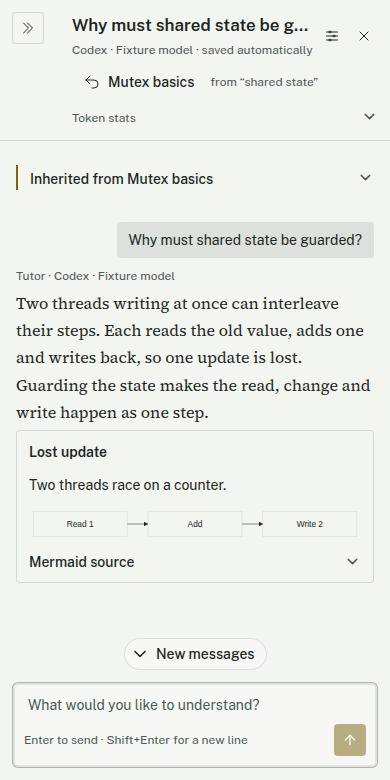 Why must shared state be g...
Codex · Fixture model · saved automatically
Mutex basics from “shared state”
Token stats
Inherited from Mutex basics
Why must shared state be guarded?
Tutor · Codex · Fixture model
Two threads writing at once can interleave
their steps. Each reads the old value, adds one
and writes back, so one update is lost.
Guarding the state makes the read, change and
write happen as one step.
Lost update
Two threads race on a counter.
Read 1 Add Write 2
Mermaid source
New messages
What would you like to understand?
Enter to send · Shift+Enter for a new line